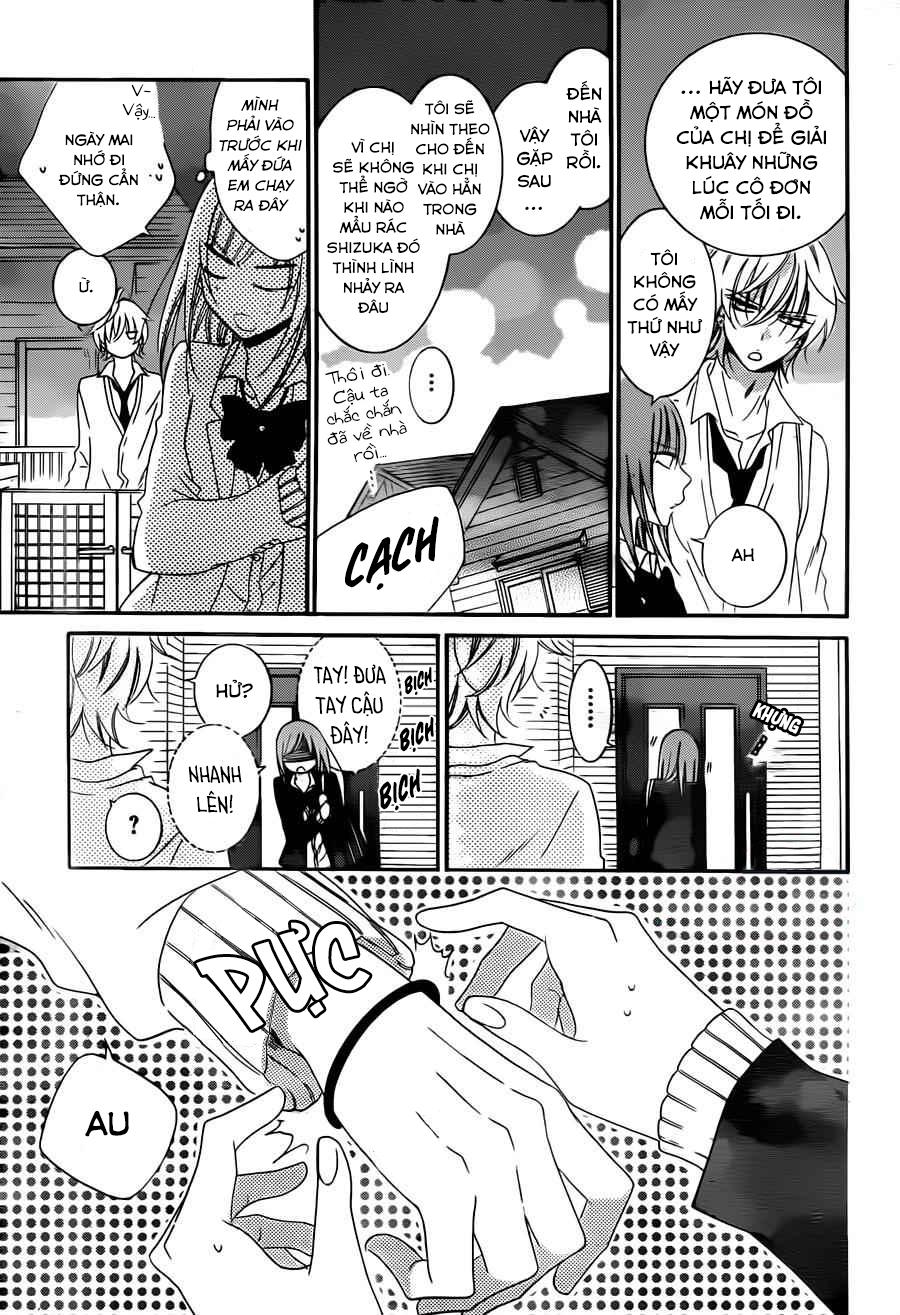 ... HÃY ĐƯA TÔI
MỘT MÓN ĐỒ
CỦA CHỊ ĐỂ GIẢI
KHUÂY NHỮNG
LÚC CÔ ĐƠN
MỖI TỐI ĐI.
TÔI
KHÔNG
CÓ MẤY
THỨ NHƯ
VẬY
AH
ĐẾN
NHÀ
TÔI
RỒI.
VẬY
GẶP
SAU
...
TÔI SẼ
NHÌN THEO
CHO ĐẾN
KHI CHỊ
VÀO HẲN
TRONG
NHÀ
VÌ CHỊ
SẼ KHÔNG
THỂ NGỜ
KHI NÀO
MẨU RÁC
SHIZUKA ĐÓ
THÌNH LÌNH
NHẢY RA
ĐÂU
...
Thôi đi.
Cậu ta
chắc chắn
đã về nhà
rồi...
CẠCH
MÌNH
PHẢI VÀO
TRƯỚC KHI
MẤY ĐỨA
EM CHẠY
RA ĐÂY
V-
Vậy...
NGÀY MAI
NHỚ ĐI
ĐỨNG CẨN
THẬN.
Ừ.
......
KHỰNG
TAY! ĐƯA
TAY CẬU
ĐÂY!
BỊCH
BỊCH
BỊCH
HỬ?
NHANH
LÊN!
?
PỰC
AU